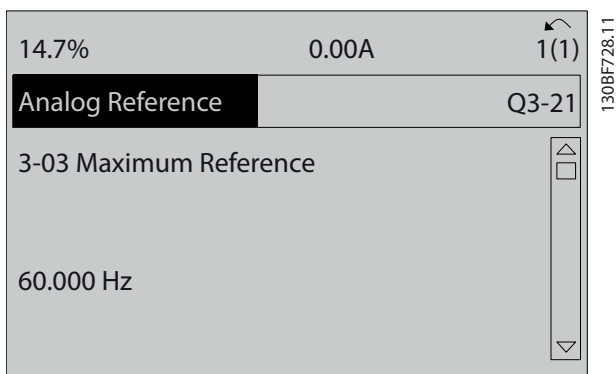 14.7% 0.00A 1(1)
Analog Reference Q3-21
3-03 Maximum Reference
60.000 Hz
130BF728.11